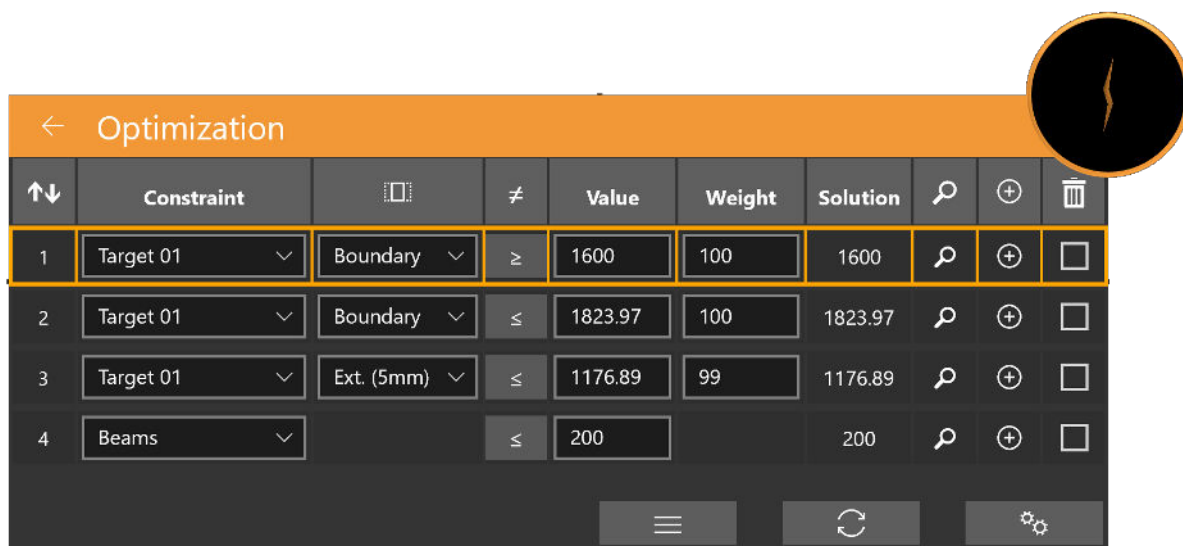 Optimization
Constraint ≠ Value Weight Solution
1 Target 01 Boundary ≥ 1600 100 1600
2 Target 01 Boundary ≤ 1823.97 100 1823.97
3 Target 01 Ext. (5mm) ≤ 1176.89 99 1176.89
4 Beams ≤ 200 200